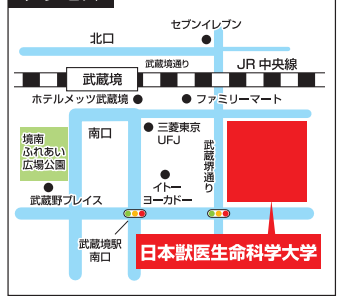 セブンイレブン
北口
武蔵境通り
JR中央線
武蔵境
ホテルメッツ武蔵境
ファミリーマート
境南
ふれあい
広場公園
南口
三菱東京
UFJ
武蔵境通り
武蔵野プレイス
イトー
ヨーカドー
武蔵境駅
南口
日本獣医生命科学大学